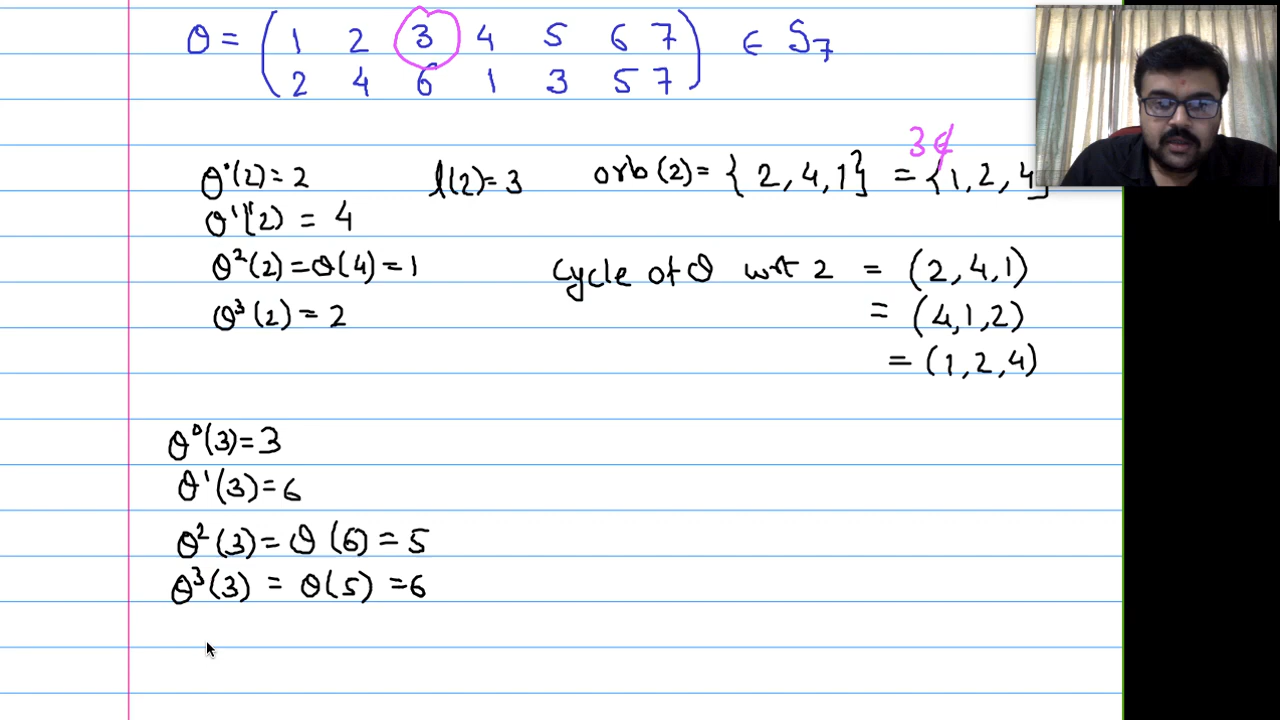 θ = ( 1 2 3 4 5 6 7 ) ∈ S₇
( 2 4 6 1 3 5 7 )
3 ∉
θ⁰(2) = 2 l(2) = 3 orb(2) = { 2, 4, 1 } = { 1, 2, 4 }
θ¹(2) = 4
θ²(2) = θ(4) = 1 Cycle of θ wrt 2 = (2, 4, 1)
θ³(2) = 2 = (4, 1, 2)
= (1, 2, 4)
θ⁰(3) = 3
θ¹(3) = 6
θ²(3) = θ(6) = 5
θ³(3) = θ(5) = 6